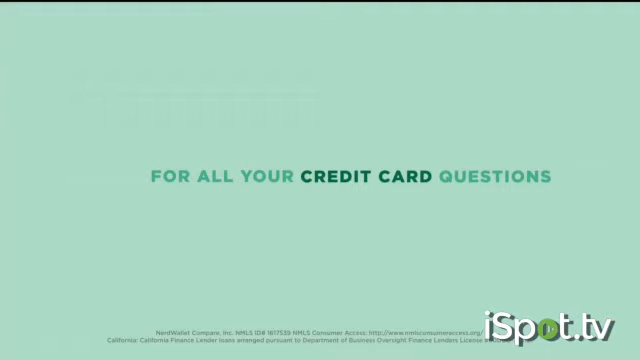 FOR ALL YOUR CREDIT CARD QUESTIONS
NerdWallet Compare, Inc. NMLS ID# 1617539 NMLS Consumer Access: http://www.nmlsconsumeraccess.org/
California: California Finance Lender loans arranged pursuant to Department of Business Oversight Finance Lenders License
iSpot.tv